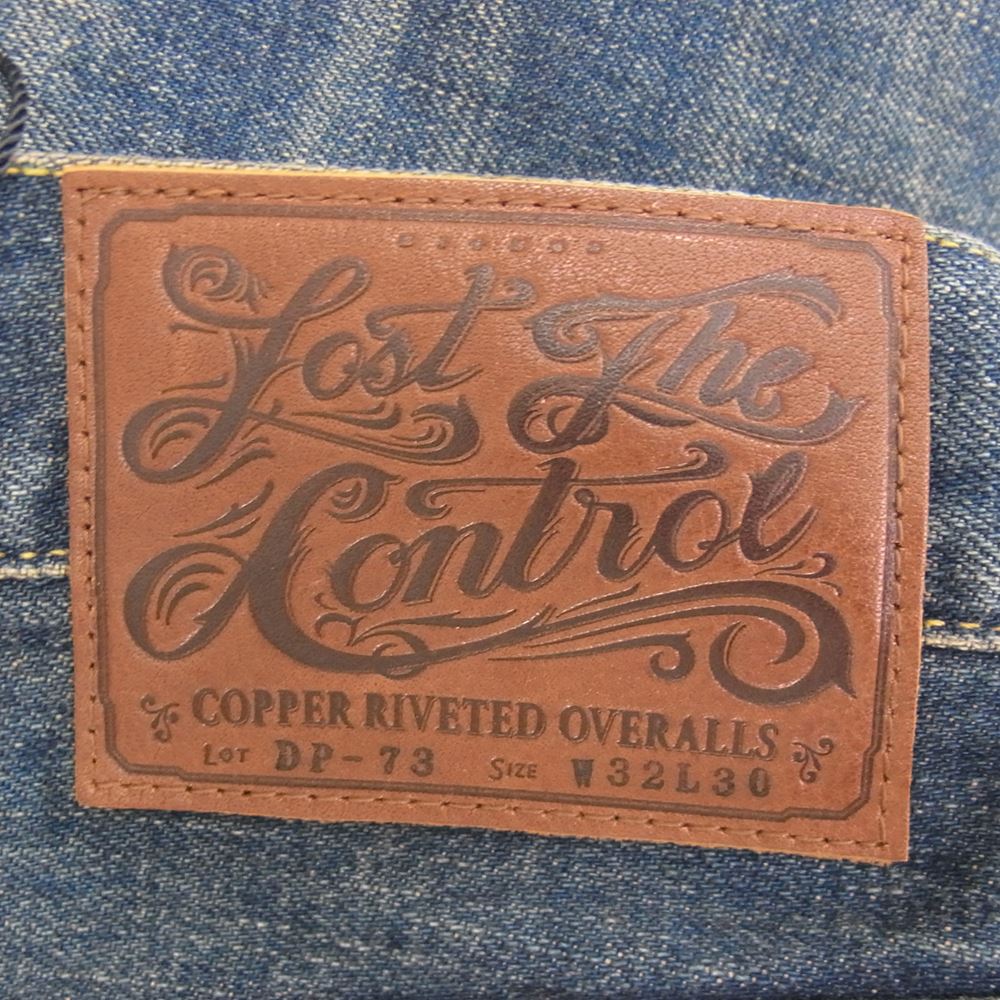 Lost The
Control
COPPER RIVETED OVERALLS
LOT DP-73 SIZE W32L30